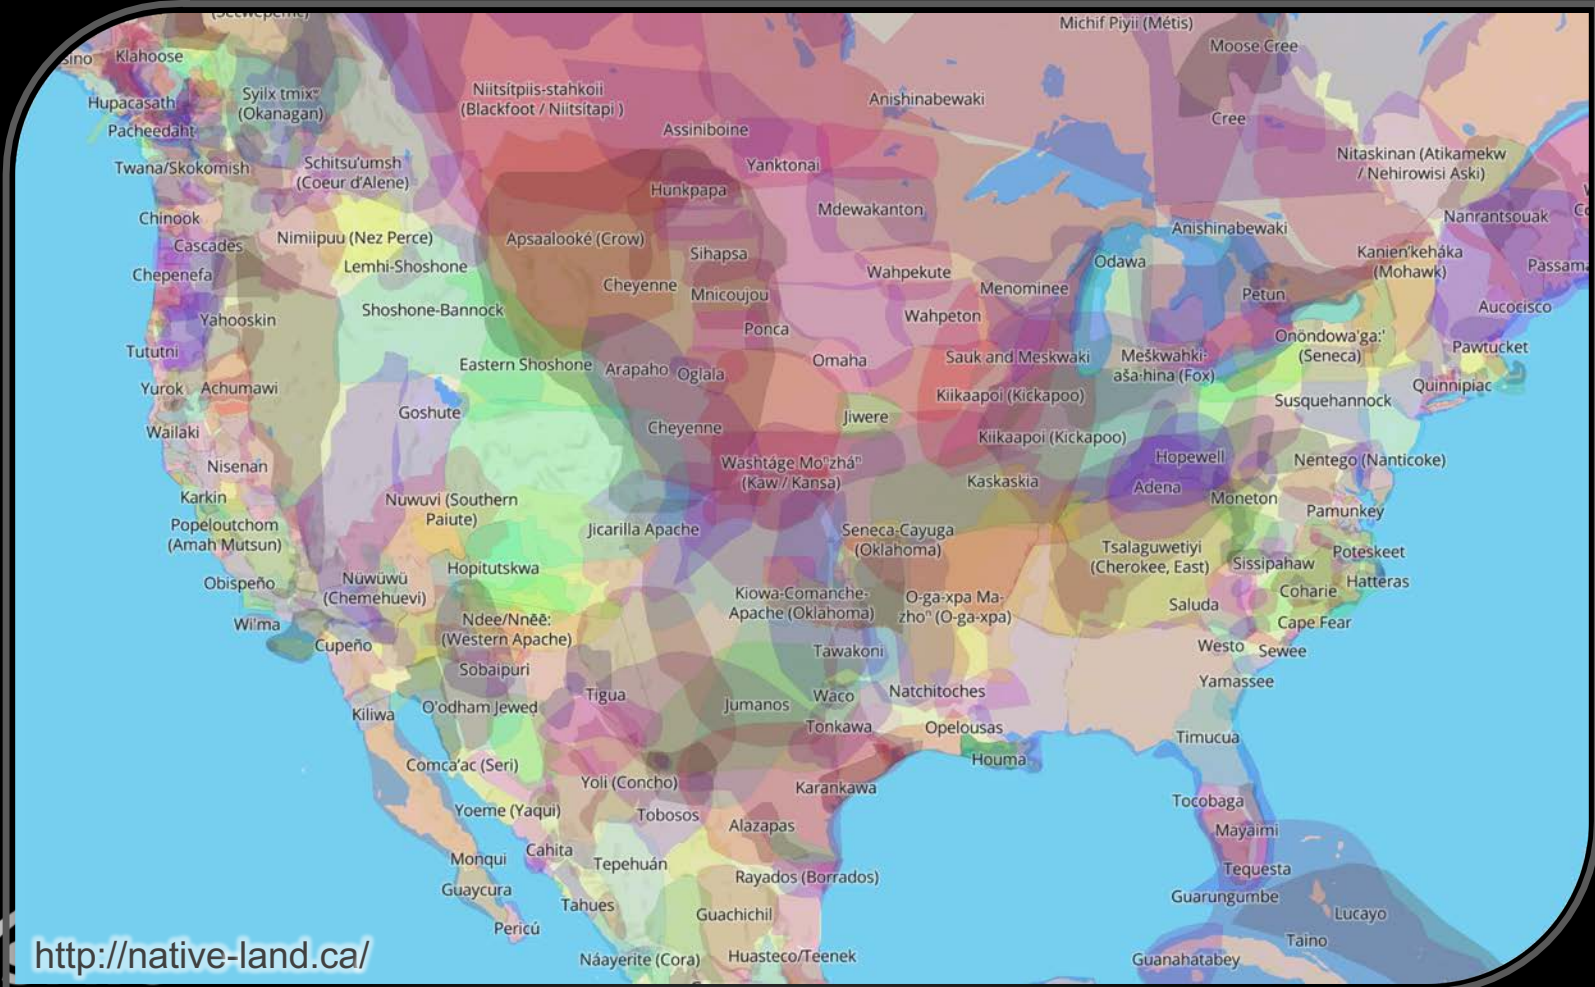 (Secwepemc)
Michif Piyii (Métis)
Moose Cree
Klahoose
Niitsítpiis-stahkoii
(Blackfoot / Niitsítapi )
Syilx tmixʷ
(Okanagan)
Hupacasath
Anishinabewaki
Cree
Pacheedaht
Assiniboine
Nitaskinan (Atikamekw
/ Nehirowisi Aski)
Twana/Skokomish
Schitsu'umsh
(Coeur d'Alene)
Yanktonai
Hunkpapa
Mdewakanton
Chinook
Nanrantsouak
Anishinabewaki
Cascades
Nimiipuu (Nez Perce)
Apsaalooké (Crow)
Sihapsa
Kanien'kehá:ka
(Mohawk)
Odawa
Passama
Chepenefa
Lemhi-Shoshone
Wahpekute
Cheyenne
Mnicoujou
Menominee
Petun
Shoshone-Bannock
Aucocisco
Yahooskin
Ponca
Wahpeton
Onöndowa'ga:'
(Seneca)
Tututni
Eastern Shoshone
Arapaho
Oglala
Omaha
Sauk and Meskwaki
Meškwahki·
aša·hina (Fox)
Pawtucket
Yurok
Achumawi
Kiikaapoi (Kickapoo)
Susquehannock
Quinnipiac
Goshute
Jiwere
Wailaki
Cheyenne
Kiikaapoi (Kickapoo)
Nisenan
Washtáge Moⁿzháⁿ
(Kaw / Kansa)
Hopewell
Nentego (Nanticoke)
Karkin
Nuwuvi (Southern
Paiute)
Kaskaskia
Adena
Moneton
Pamunkey
Popeloutchom
(Amah Mutsun)
Jicarilla Apache
Seneca-Cayuga
(Oklahoma)
Tsalaguwetiyi
(Cherokee, East)
Poteskeet
Sissipahaw
Hopitutskwa
Obispeño
Nüwüwü
(Chemehuevi)
Hatteras
Coharie
Kiowa-Comanche-
Apache (Oklahoma)
O-ga-xpa Ma-
zhoⁿ (O-ga-xpa)
Saluda
Wi'ma
Ndee/Nnēē:
(Western Apache)
Cape Fear
Cupeño
Tawakoni
Westo
Sewee
Sobaipuri
Yamassee
Tigua
Waco
Natchitoches
Kiliwa
O'odham Jeweḍ
Jumanos
Tonkawa
Opelousas
Timucua
Houma
Comca'ac (Seri)
Yoli (Concho)
Karankawa
Tocobaga
Yoeme (Yaqui)
Tobosos
Alazapas
Mayaimi
Monqui
Cahita
Tepehuán
Tequesta
Guaycura
Rayados (Borrados)
Guarungumbe
Tahues
Guachichil
Lucayo
Pericú
Taino
Náayerite (Cora)
Huasteco/Teenek
Guanahatabey
http://native-land.ca/